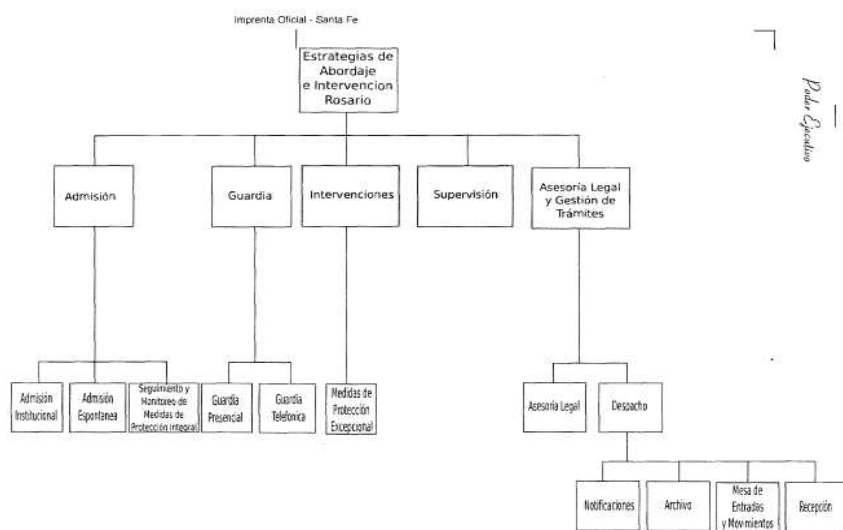 Imprenta Oficial - Santa Fe
Estrategias de
Abordaje
e Intervencion
Rosario
Poder Ejecutivo
Admisión
Guardia
Intervenciones
Supervisión
Asesoría Legal
y Gestión de
Trámites
Admisión
Institucional
Admisión
Espontanea
Seguimiento y
Monitoreo de
Medidas de
Protección Integral
Guardia
Presencial
Guardia
Telefonica
Medidas de
Protección
Excepcional
Asesoría Legal
Despacho
Notificaciones
Archivo
Mesa de
Entradas
y Movimientos
Recepción